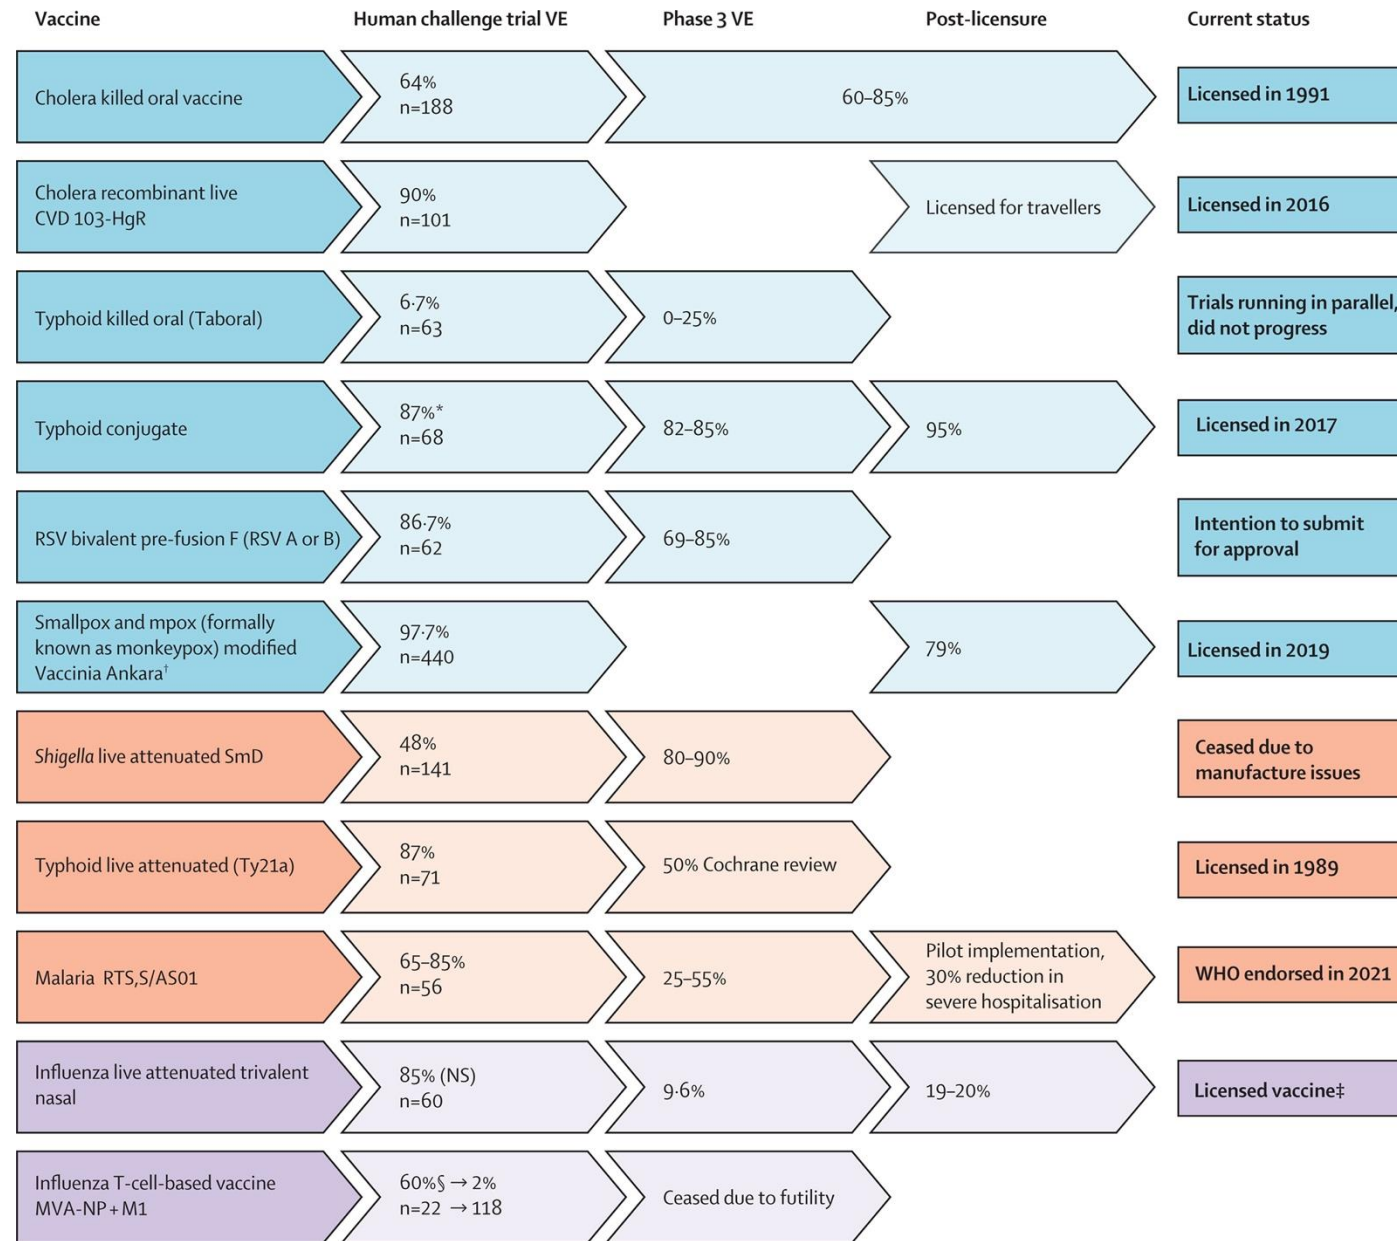 Vaccine
Human challenge trial VE
Phase 3 VE
Post-licensure
Current status
Cholera killed oral vaccine
64%
n=188
60–85%
Licensed in 1991
Cholera recombinant live
CVD 103-HgR
90%
n=101
Licensed for travellers
Licensed in 2016
Typhoid killed oral (Taboral)
6·7%
n=63
0–25%
Trials running in parallel,
did not progress
Typhoid conjugate
87%*
n=68
82–85%
95%
Licensed in 2017
RSV bivalent pre-fusion F (RSV A or B)
86·7%
n=62
69–85%
Intention to submit
for approval
Smallpox and mpox (formally
known as monkeypox) modified
Vaccinia Ankara†
97·7%
n=440
79%
Licensed in 2019
Shigella live attenuated SmD
48%
n=141
80–90%
Ceased due to
manufacture issues
Typhoid live attenuated (Ty21a)
87%
n=71
50% Cochrane review
Licensed in 1989
Malaria RTS,S/AS01
65–85%
n=56
25–55%
Pilot implementation,
30% reduction in
severe hospitalisation
WHO endorsed in 2021
Influenza live attenuated trivalent
nasal
85% (NS)
n=60
9·6%
19–20%
Licensed vaccine‡
Influenza T-cell-based vaccine
MVA-NP + M1
60%§ → 2%
n=22 → 118
Ceased due to futility